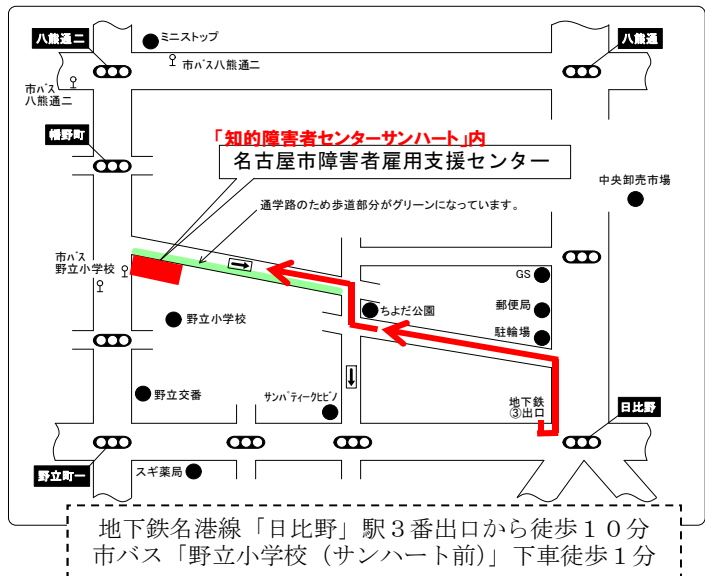 八熊通二
ミニストップ
八熊通
市バス八熊通二
市バス
八熊通二
幡野町
「知的障害者センターサンハート」内
名古屋市障害者雇用支援センター
中央卸売市場
通学路のため歩道部分がグリーンになっています。
市バス
野立小学校
GS
ちよだ公園
郵便局
野立小学校
駐輪場
野立交番
サンパティークヒビノ
地下鉄
③出口
日比野
野立町一
スギ薬局
地下鉄名港線「日比野」駅３番出口から徒歩１０分
市バス「野立小学校（サンハート前）」下車徒歩１分